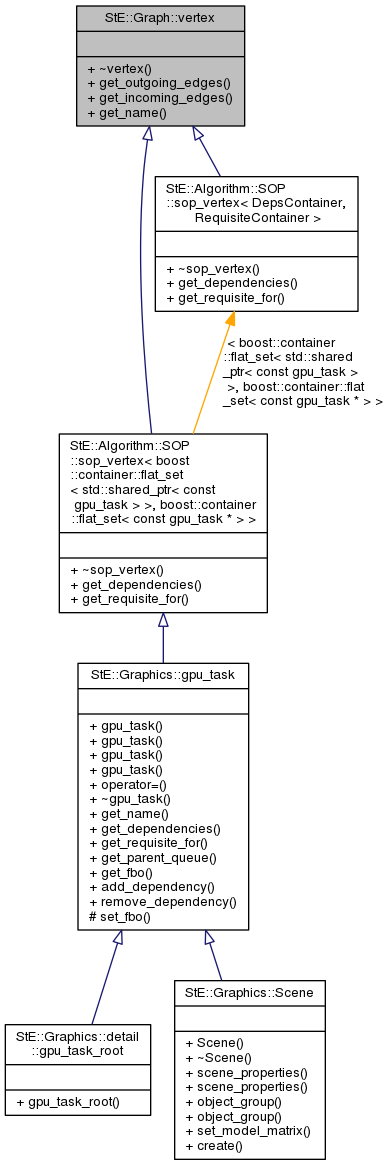 StE::Graph::vertex
+ ~vertex()
+ get_outgoing_edges()
+ get_incoming_edges()
+ get_name()
StE::Algorithm::SOP
::sop_vertex< DepsContainer,
RequisiteContainer >
+ ~sop_vertex()
+ get_dependencies()
+ get_requisite_for()
< boost::container
::flat_set< std::shared
_ptr< const gpu_task >
>, boost::container::flat
_set< const gpu_task * > >
StE::Algorithm::SOP
::sop_vertex< boost
::container::flat_set
< std::shared_ptr< const
gpu_task > >, boost::container
::flat_set< const gpu_task * > >
+ ~sop_vertex()
+ get_dependencies()
+ get_requisite_for()
StE::Graphics::gpu_task
+ gpu_task()
+ gpu_task()
+ gpu_task()
+ gpu_task()
+ operator=()
+ ~gpu_task()
+ get_name()
+ get_dependencies()
+ get_requisite_for()
+ get_parent_queue()
+ get_fbo()
+ add_dependency()
+ remove_dependency()
# set_fbo()
StE::Graphics::detail
::gpu_task_root
+ gpu_task_root()
StE::Graphics::Scene
+ Scene()
+ ~Scene()
+ scene_properties()
+ scene_properties()
+ object_group()
+ object_group()
+ set_model_matrix()
+ create()